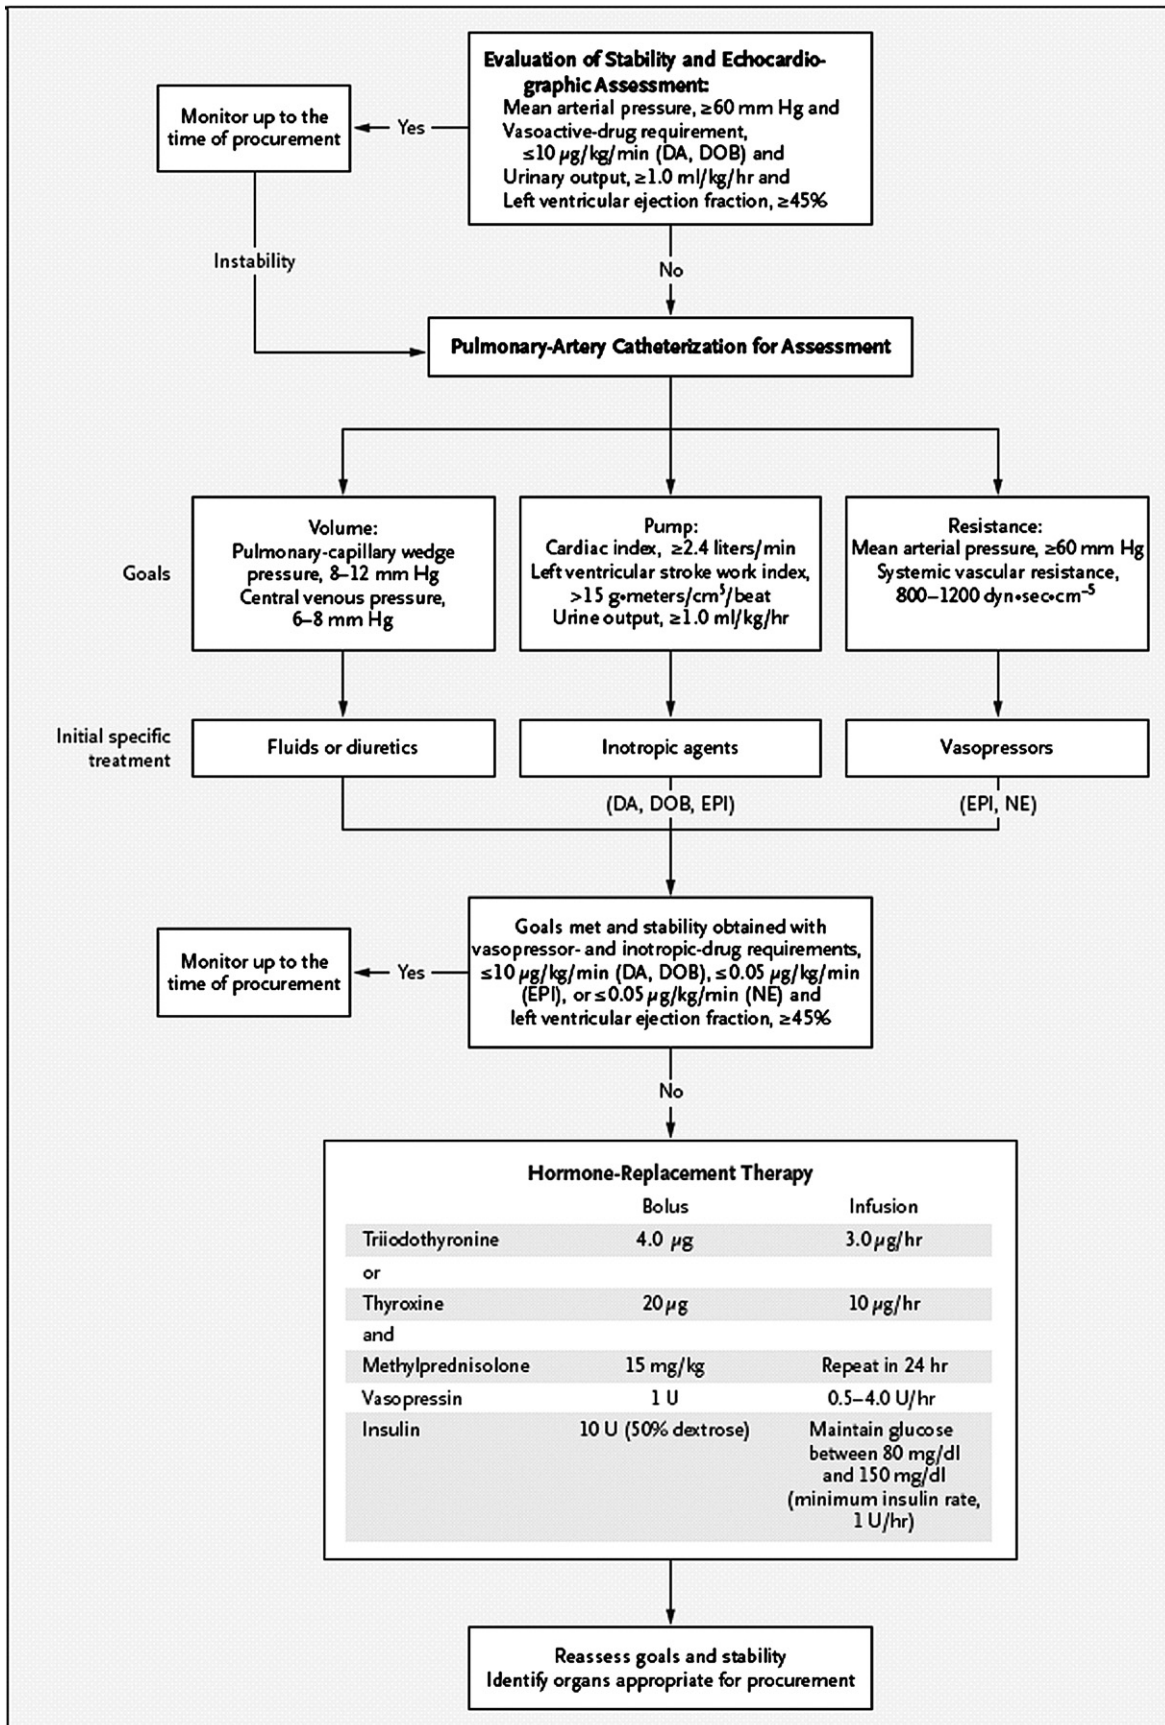 Evaluation of Stability and Echocardio-
graphic Assessment:
Mean arterial pressure, ≥60 mm Hg and
Vasoactive-drug requirement,
≤10 µg/kg/min (DA, DOB) and
Urinary output, ≥1.0 ml/kg/hr and
Left ventricular ejection fraction, ≥45%
Yes
Monitor up to the
time of procurement
Instability
No
Pulmonary-Artery Catheterization for Assessment
Goals
Volume:
Pulmonary-capillary wedge
pressure, 8–12 mm Hg
Central venous pressure,
6–8 mm Hg
Pump:
Cardiac index, ≥2.4 liters/min
Left ventricular stroke work index,
>15 g•meters/cm⁵/beat
Urine output, ≥1.0 ml/kg/hr
Resistance:
Mean arterial pressure, ≥60 mm Hg
Systemic vascular resistance,
800–1200 dyn•sec•cm⁻⁵
Initial specific
treatment
Fluids or diuretics
Inotropic agents
Vasopressors
(DA, DOB, EPI)
(EPI, NE)
Goals met and stability obtained with
vasopressor- and inotropic-drug requirements,
≤10 µg/kg/min (DA, DOB), ≤0.05 µg/kg/min
(EPI), or ≤0.05 µg/kg/min (NE) and
left ventricular ejection fraction, ≥45%
Yes
Monitor up to the
time of procurement
No
Hormone-Replacement Therapy
Bolus Infusion
Triiodothyronine 4.0 µg 3.0 µg/hr
or
Thyroxine 20 µg 10 µg/hr
and
Methylprednisolone 15 mg/kg Repeat in 24 hr
Vasopressin 1 U 0.5–4.0 U/hr
Insulin 10 U (50% dextrose) Maintain glucose
between 80 mg/dl
and 150 mg/dl
(minimum insulin rate,
1 U/hr)
Reassess goals and stability
Identify organs appropriate for procurement